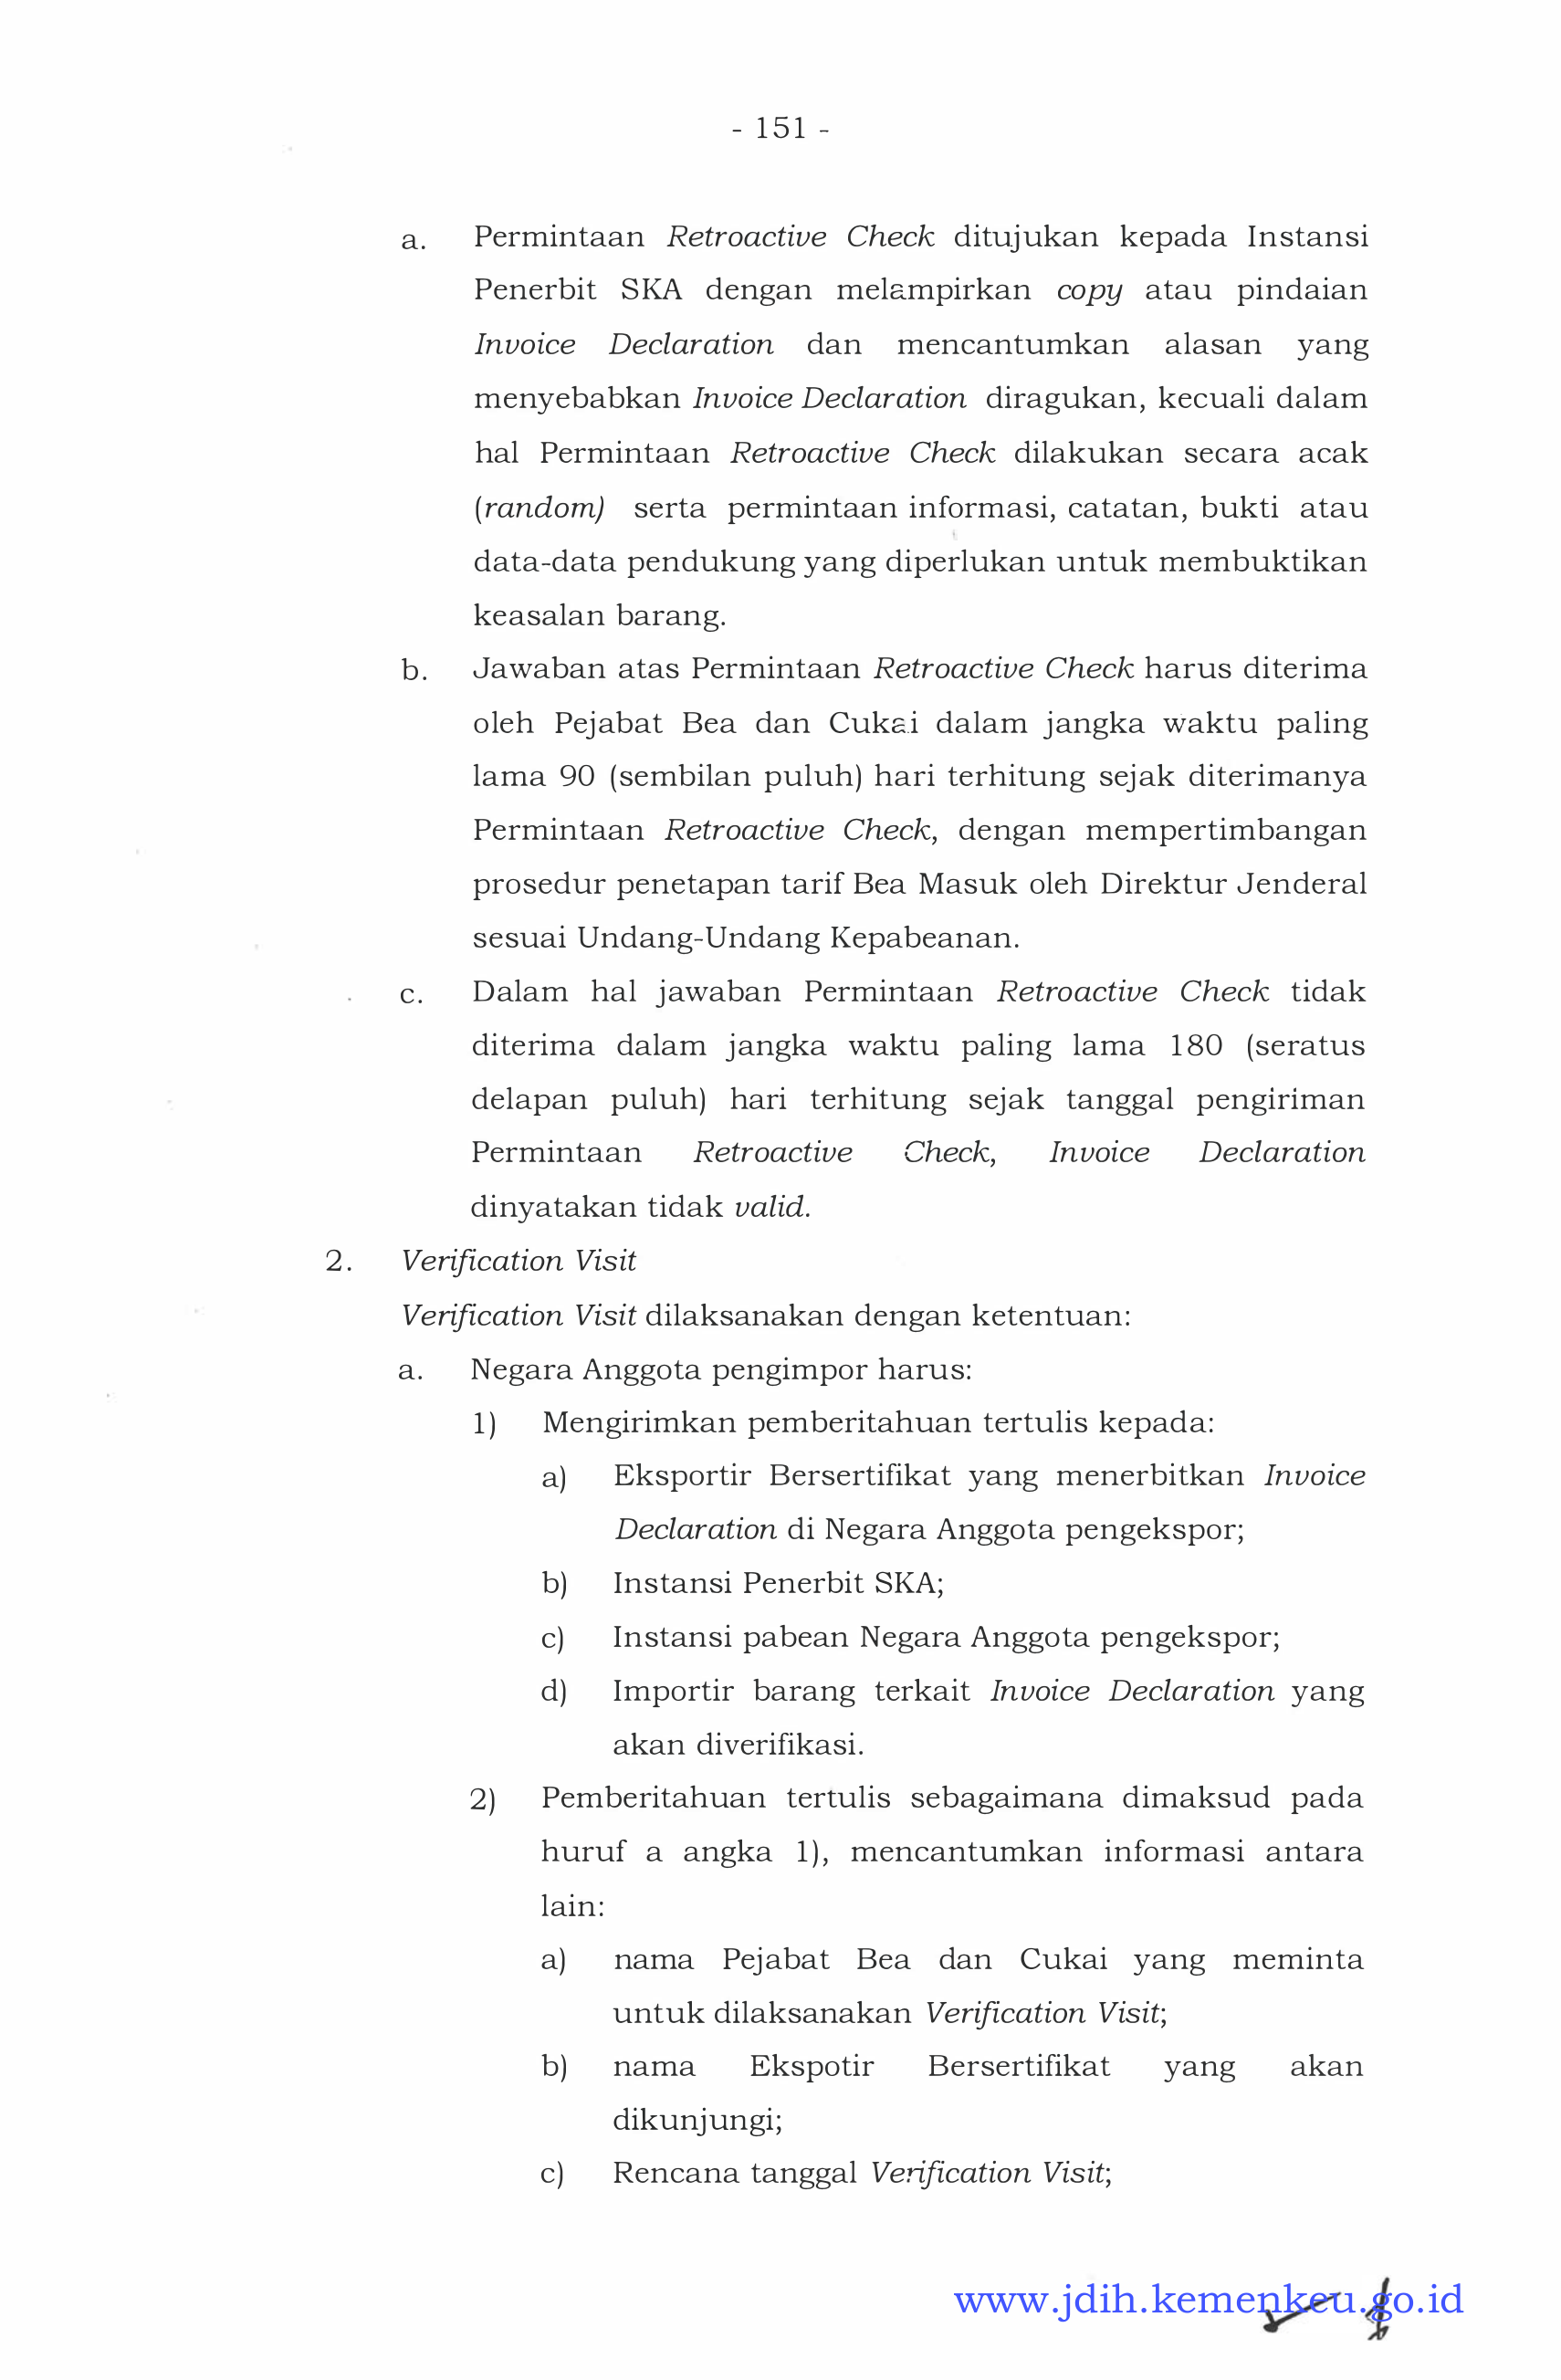 - 151 -
a. Permintaan Retroactive Check ditujukan kepada Instansi
Penerbit SKA dengan melampirkan copy atau pindaian
Invoice Declaration dan mencantumkan alasan yang
menyebabkan Invoice Declaration diragukan, kecuali dalam
hal Permintaan Retroactive Check dilakukan secara acak
(random) serta permintaan informasi, catatan, bukti atau
data-data pendukung yang diperlukan untuk membuktikan
keasalan barang.
b. Jawaban atas Permintaan Retroactive Check harus diterima
oleh Pejabat Bea dan Cukai dalam jangka waktu paling
lama 90 (sembilan puluh) hari terhitung sejak diterimanya
Permintaan Retroactive Check, dengan mempertimbangan
prosedur penetapan tarif Bea Masuk oleh Direktur Jenderal
sesuai Undang-Undang Kepabeanan.
c. Dalam hal jawaban Permintaan Retroactive Check tidak
diterima dalam jangka waktu paling lama 180 (seratus
delapan puluh) hari terhitung sejak tanggal pengiriman
Permintaan Retroactive Check, Invoice Declaration
dinyatakan tidak valid.
2. Verification Visit
Verification Visit dilaksanakan dengan ketentuan:
a. Negara Anggota pengimpor harus:
1) Mengirimkan pemberitahuan tertulis kepada:
a) Eksportir Bersertifikat yang menerbitkan Invoice
Declaration di Negara Anggota pengekspor;
b) Instansi Penerbit SKA;
c) Instansi pabean Negara Anggota pengekspor;
d) Importir barang terkait Invoice Declaration yang
akan diverifikasi.
2) Pemberitahuan tertulis sebagaimana dimaksud pada
huruf a angka 1), mencantumkan informasi antara
lain:
a) nama Pejabat Bea dan Cukai yang meminta
untuk dilaksanakan Verification Visit;
b) nama Ekspotir Bersertifikat yang akan
dikunjungi;
c) Rencana tanggal Verification Visit;
www.jdih.kemenkeu.go.id